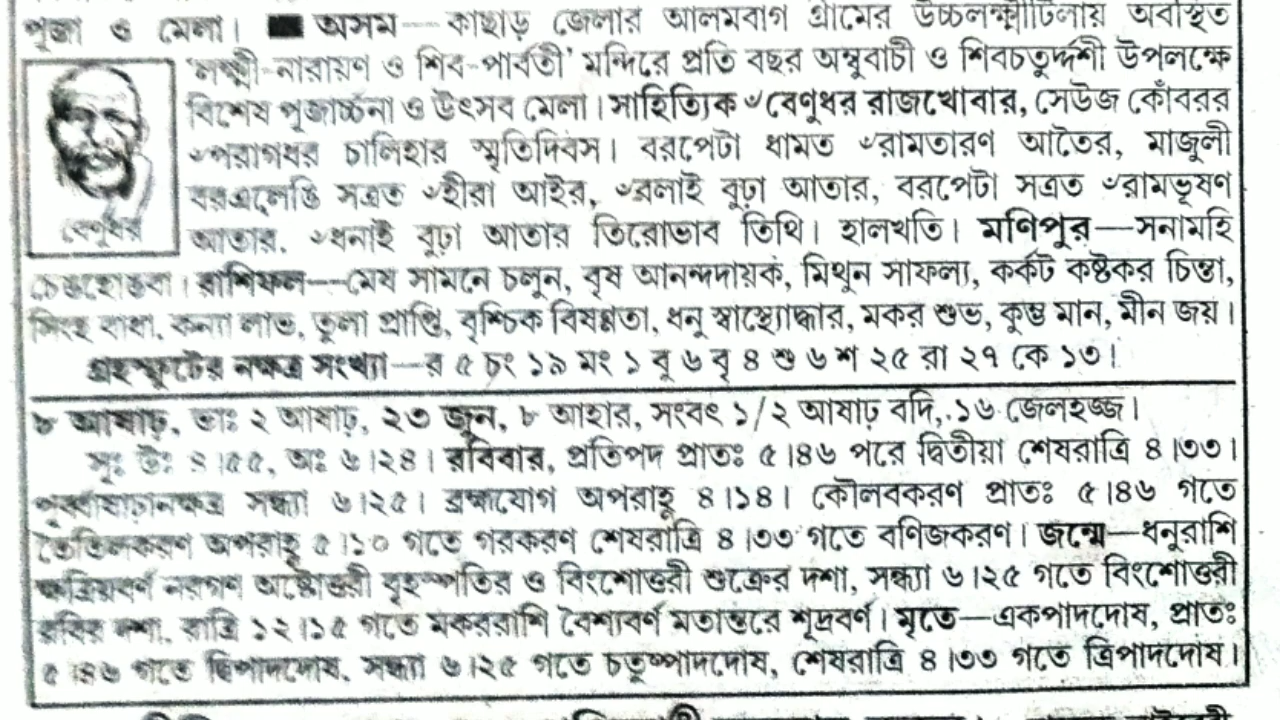 পূজা ও মেলা। ■ অসম—কাছাড় জেলার আলমবাগ গ্রামের উচ্চলক্ষ্মীটিলায় অবস্থিত
'লক্ষ্মী-নারায়ণ ও শিব-পার্বতী' মন্দিরে প্রতি বছর অম্বুবাচী ও শিবচতুর্দ্দশী উপলক্ষে
বিশেষ পূজার্চ্চনা ও উৎসব মেলা। সাহিত্যিক ৺বেণুধর রাজখোবার, সেউজ কোঁবরর
৺পরাগধর চালিহার স্মৃতিদিবস। বরপেটা ধামত ৺রামতারণ আতৈর, মাজুলী
বরএলেঙি সত্রত ৺হীরা আইর, ৺বলাই বুঢ়া আতার, বরপেটা সত্রত ৺রামভূষণ
বেণুধর
আতার, ৺ধনাই বুঢ়া আতার তিরোভাব তিথি। হালখতি। মণিপুর—সনামহি
রাশিফল—মেষ সামনে চলুন, বৃষ আনন্দদায়ক, মিথুন সাফল্য, কর্কট কষ্টকর চিন্তা,
সিংহ বাধা, কন্যা লাভ, তুলা প্রাপ্তি, বৃশ্চিক বিষণ্ণতা, ধনু স্বাস্থ্যোদ্ধার, মকর শুভ, কুম্ভ মান, মীন জয়।
গ্রহস্ফুটের নক্ষত্র সংখ্যা—র ৫ চং ১৯ মং ১ বু ৬ বৃ ৪ শু ৬ শ ২৫ রা ২৭ কে ১৩।
৮ আষাঢ়, ভাঃ ২ আষাঢ়, ২৩ জুন, ৮ আহার, সংবৎ ১/২ আষাঢ় বদি, ১৬ জেলহজ্জ।
সূঃ উঃ ৪।৫৫, অঃ ৬।২৪। রবিবার, প্রতিপদ প্রাতঃ ৫।৪৬ পরে দ্বিতীয়া শেষরাত্রি ৪।৩৩।
পূর্ব্বাষাঢ়ানক্ষত্র সন্ধ্যা ৬।২৫। ব্রহ্মযোগ অপরাহ্ণ ৪।১৪। কৌলবকরণ প্রাতঃ ৫।৪৬ গতে
তৈতিলকরণ অপরাহ্ণ ৫।১০ গতে গরকরণ শেষরাত্রি ৪।৩৩ গতে বণিজকরণ। জন্মে—ধনুরাশি
ক্ষত্রিয়বর্ণ নরগণ অষ্টোত্তরী বৃহস্পতির ও বিংশোত্তরী শুক্রের দশা, সন্ধ্যা ৬।২৫ গতে বিংশোত্তরী
রবির দশা, রাত্রি ১২।১৫ গতে মকররাশি বৈশ্যবর্ণ মতান্তরে শূদ্রবর্ণ। মৃতে—একপাদদোষ, প্রাতঃ
৫।৪৬ গতে দ্বিপাদদোষ, সন্ধ্যা ৬।২৫ গতে চতুষ্পাদদোষ, শেষরাত্রি ৪।৩৩ গতে ত্রিপাদদোষ।